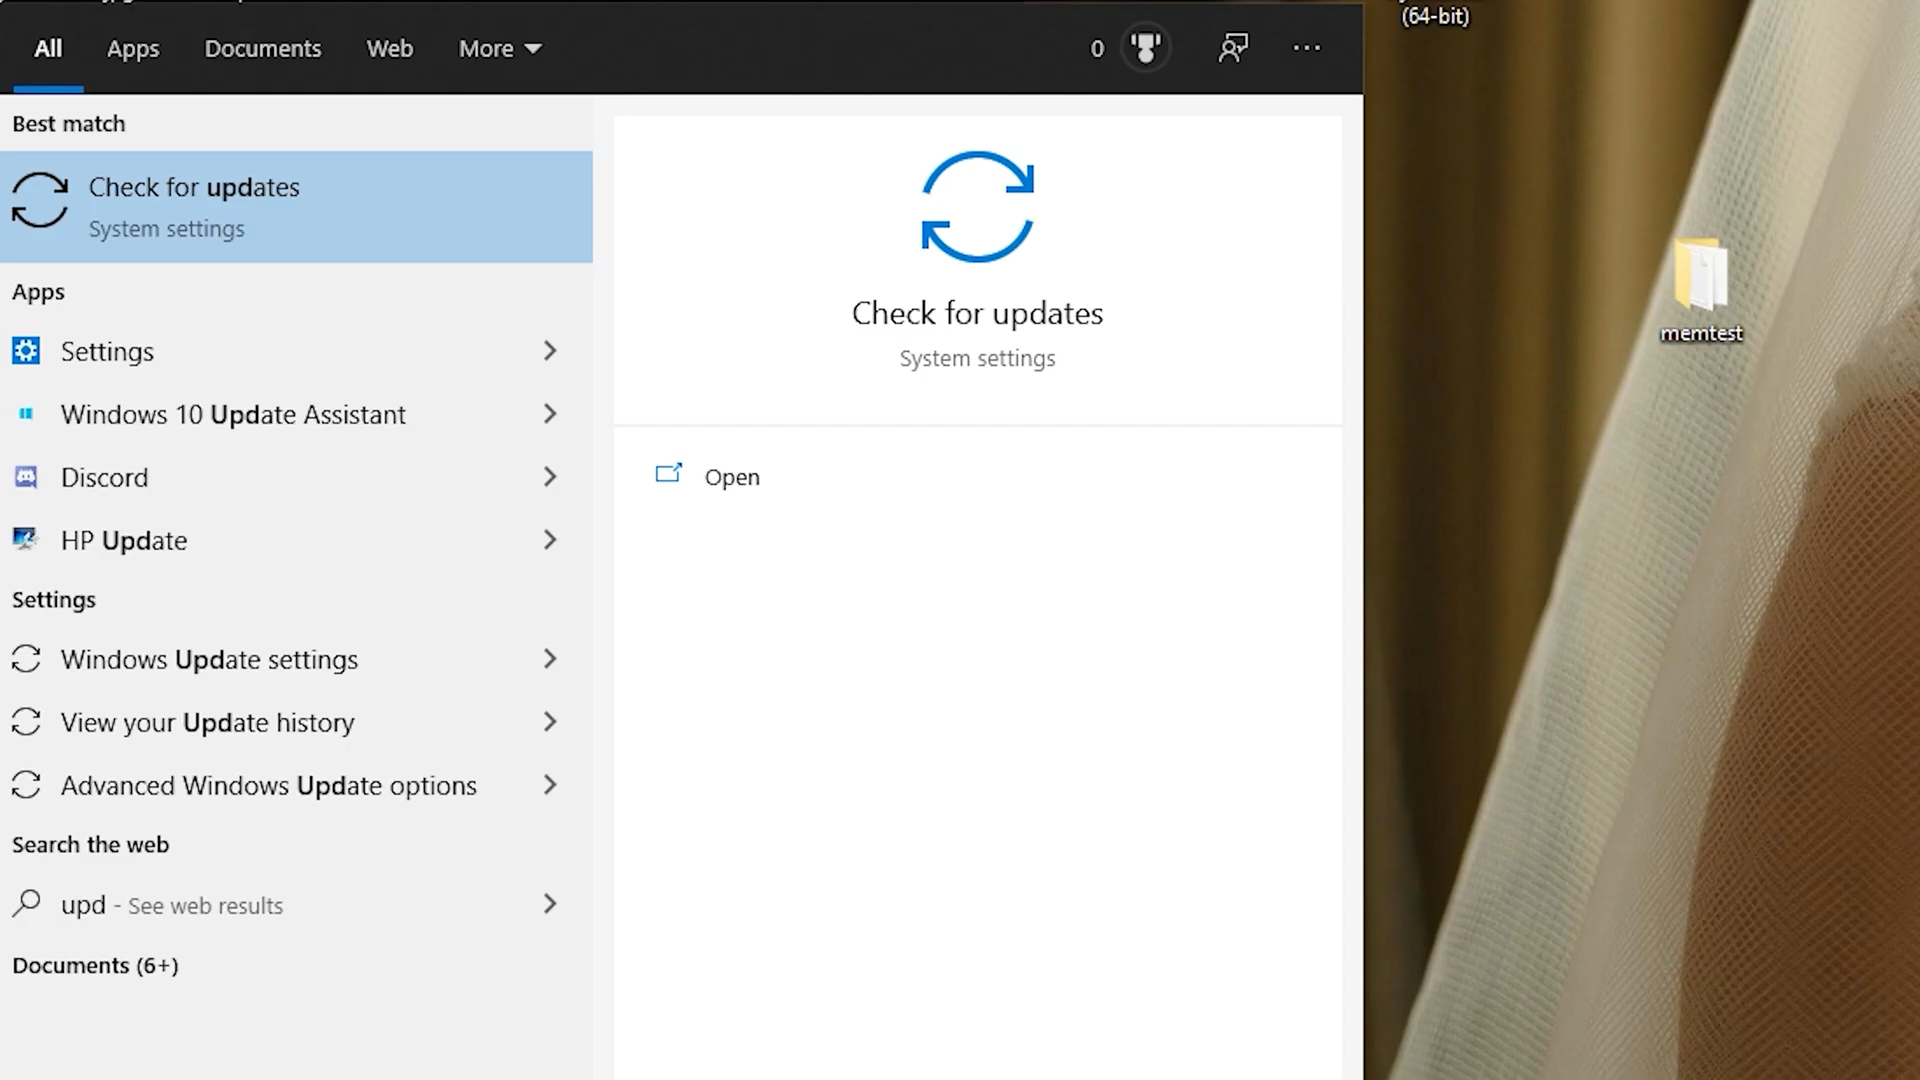 (64-bit)
All Apps Documents Web More 0
Best match
Check for updates
System settings
Apps
Settings
Windows 10 Update Assistant
Discord
HP Update
Settings
Windows Update settings
View your Update history
Advanced Windows Update options
Search the web
upd - See web results
Documents (6+)
Check for updates
System settings
Open
memtest